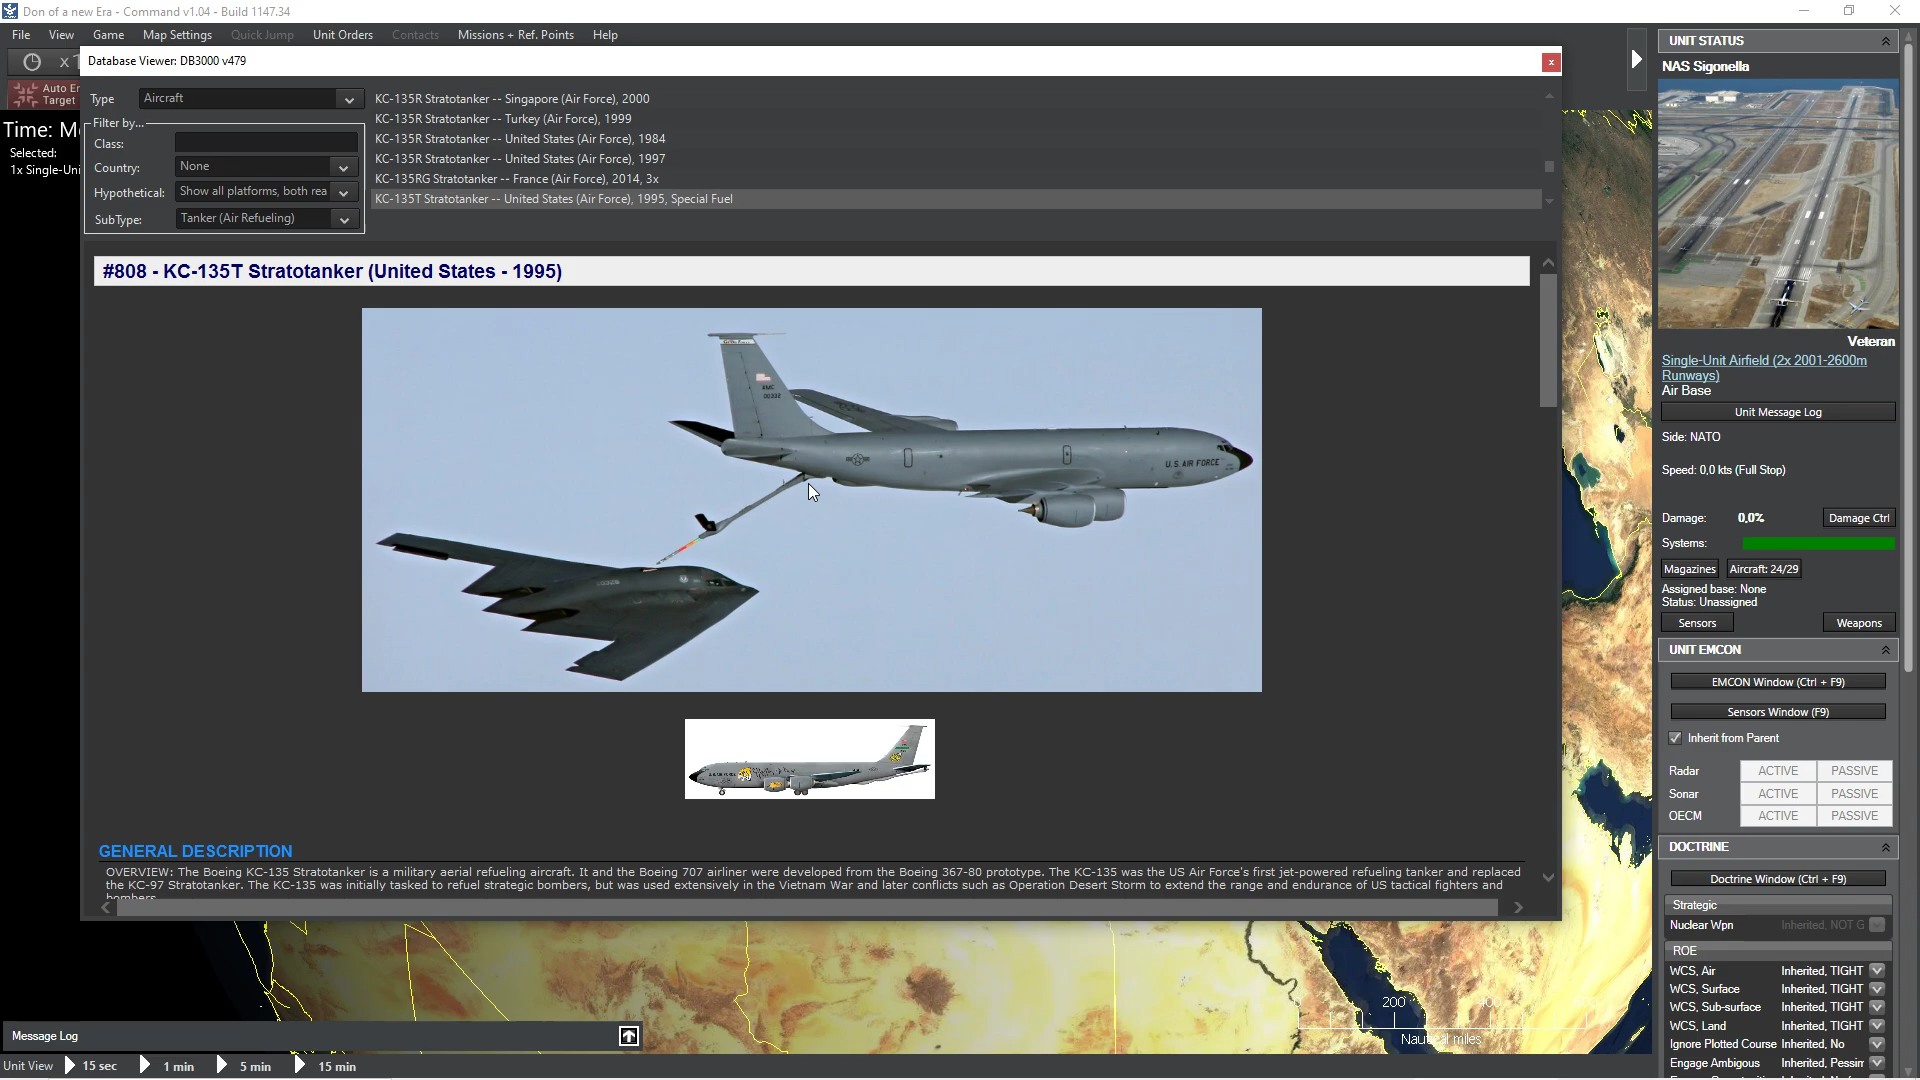 Don of a new Era - Command v1.04 - Build 1147.34
File View Game Map Settings Quick Jump Unit Orders Contacts Missions + Ref. Points Help
Database Viewer: DB3000 v479
x
Auto
Target
Time:
Selected:
Type Aircraft
Filter by...
Class:
Country: None
Hypothetical: Show all platforms, both rea
SubType: Tanker (Air Refueling)
KC-135R Stratotanker -- Singapore (Air Force), 2000
KC-135R Stratotanker -- Turkey (Air Force), 1999
KC-135R Stratotanker -- United States (Air Force), 1984
KC-135R Stratotanker -- United States (Air Force), 1997
KC-135RG Stratotanker -- France (Air Force), 2014, 3x
KC-135T Stratotanker -- United States (Air Force), 1995, Special Fuel
#808 - KC-135T Stratotanker (United States - 1995)
AMC
00332
U.S. AIR FORCE
GENERAL DESCRIPTION
OVERVIEW: The Boeing KC-135 Stratotanker is a military aerial refueling aircraft. It and the Boeing 707 airliner were developed from the Boeing 367-80 prototype. The KC-135 was the US Air Force's first jet-powered refueling tanker and replaced
the KC-97 Stratotanker. The KC-135 was initially tasked to refuel strategic bombers, but was used extensively in the Vietnam War and later conflicts such as Operation Desert Storm to extend the range and endurance of US tactical fighters and
bombers.
200 400
Nautical miles
Message Log
Unit View 15 sec 1 min 5 min 15 min
UNIT STATUS
NAS Sigonella
Veteran
Single-Unit Airfield (2x 2001-2600m
Runways)
Air Base
Unit Message Log
Side: NATO
Speed: 0,0 kts (Full Stop)
Damage: 0,0% Damage Ctrl
Systems:
Magazines Aircraft: 24/29
Assigned base: None
Status: Unassigned
Sensors Weapons
UNIT EMCON
EMCON Window (Ctrl + F9)
Sensors Window (F9)
Inherit from Parent
Radar ACTIVE PASSIVE
Sonar ACTIVE PASSIVE
OECM ACTIVE PASSIVE
DOCTRINE
Doctrine Window (Ctrl + F9)
Strategic
Nuclear Wpn Inherited, NOT G
ROE
WCS, Air Inherited, TIGHT
WCS, Surface Inherited, TIGHT
WCS, Sub-surface Inherited, TIGHT
WCS, Land Inherited, TIGHT
Ignore Plotted Course Inherited, No
Engage Ambigous Inherited, Pessim